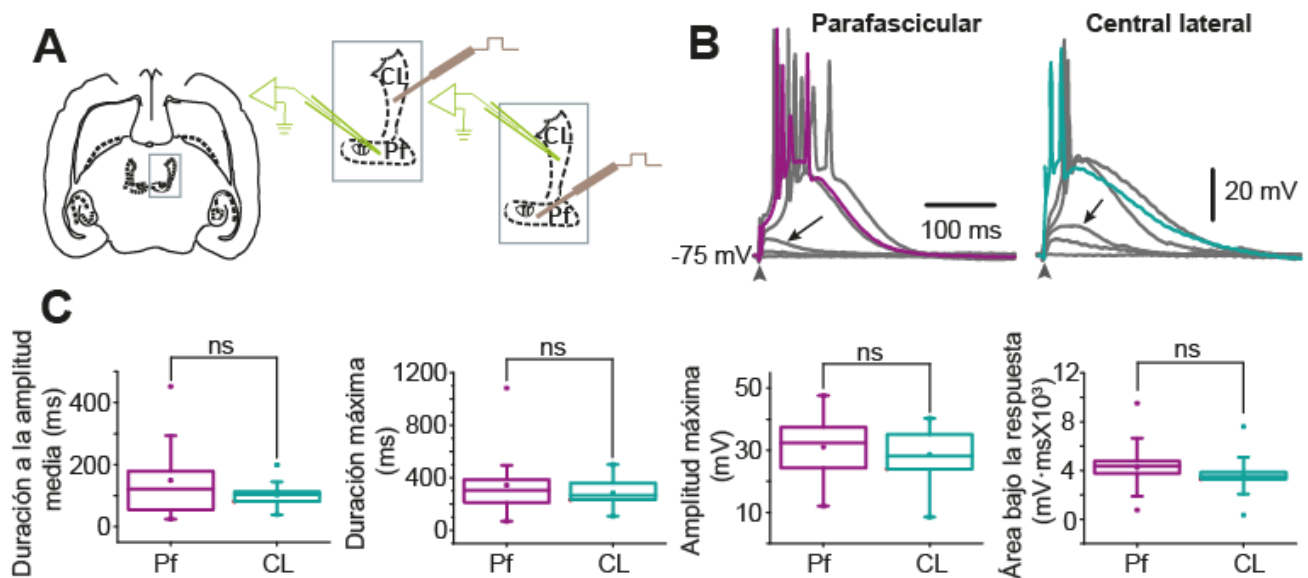 A
CL
Pf
CL
Pf
B
Parafascicular
Central lateral
100 ms
20 mV
-75 mV
C
Duración a la amplitud
media (ms)
400
200
0
ns
Pf
CL
Duración máxima
(ms)
1200
800
400
0
ns
Pf
CL
Amplitud máxima
(mV)
50
30
10
ns
Pf
CL
Área bajo la respuesta
(mV·msX10³)
12
8
4
0
ns
Pf
CL